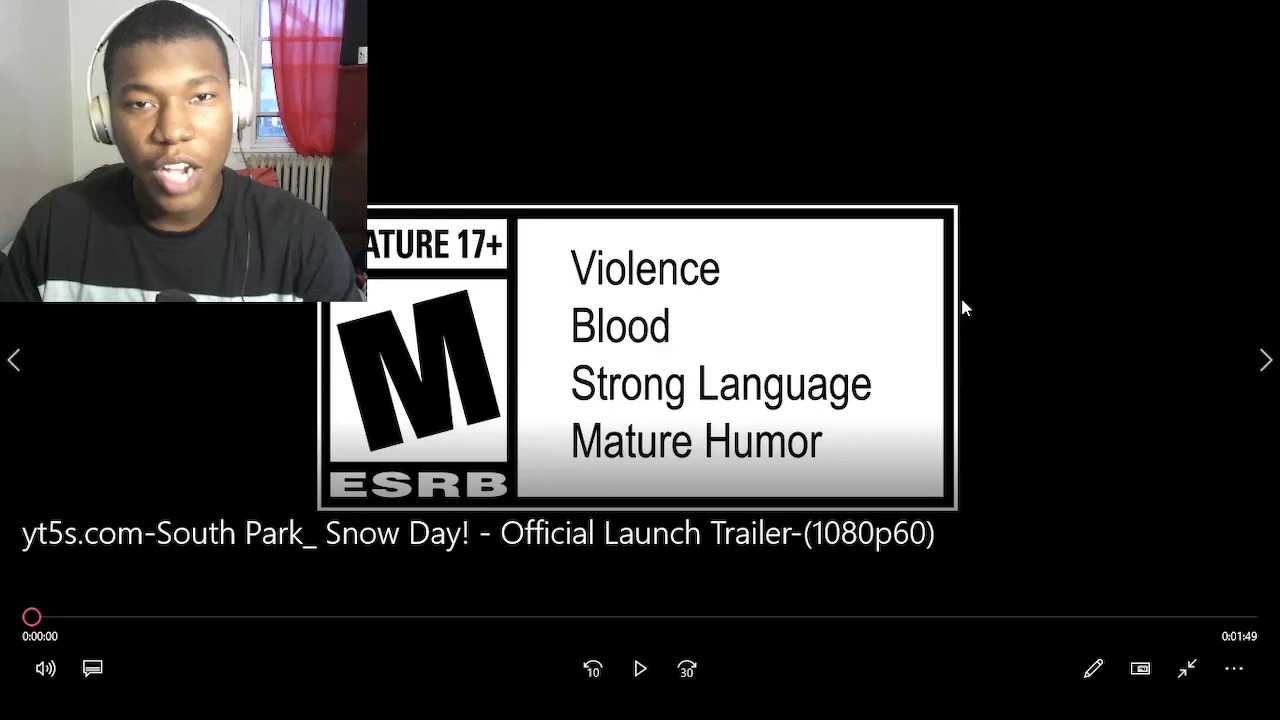 ATURE 17+
M
ESRB
Violence
Blood
Strong Language
Mature Humor
yt5s.com-South Park_ Snow Day! - Official Launch Trailer-(1080p60)
0:00:00
0:01:49
10
30